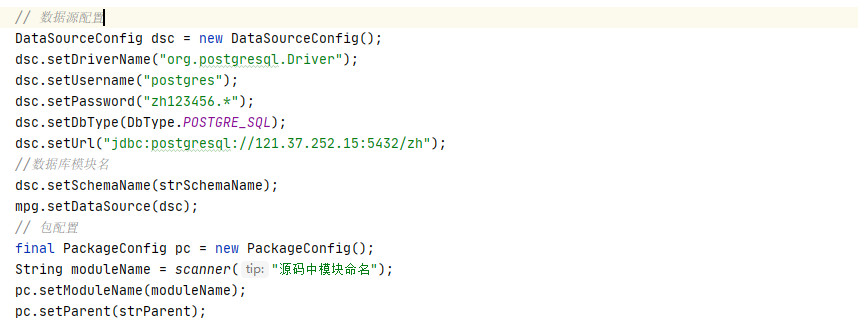 // 数据源配置
DataSourceConfig dsc = new DataSourceConfig();
dsc.setDriverName("org.postgresql.Driver");
dsc.setUsername("postgres");
dsc.setPassword("zh123456.*");
dsc.setDbType(DbType.POSTGRE_SQL);
dsc.setUrl("jdbc:postgresql://121.37.252.15:5432/zh");
//数据库模块名
dsc.setSchemaName(strSchemaName);
mpg.setDataSource(dsc);
// 包配置
final PackageConfig pc = new PackageConfig();
String moduleName = scanner( tip: "源码中模块命名");
pc.setModuleName(moduleName);
pc.setParent(strParent);